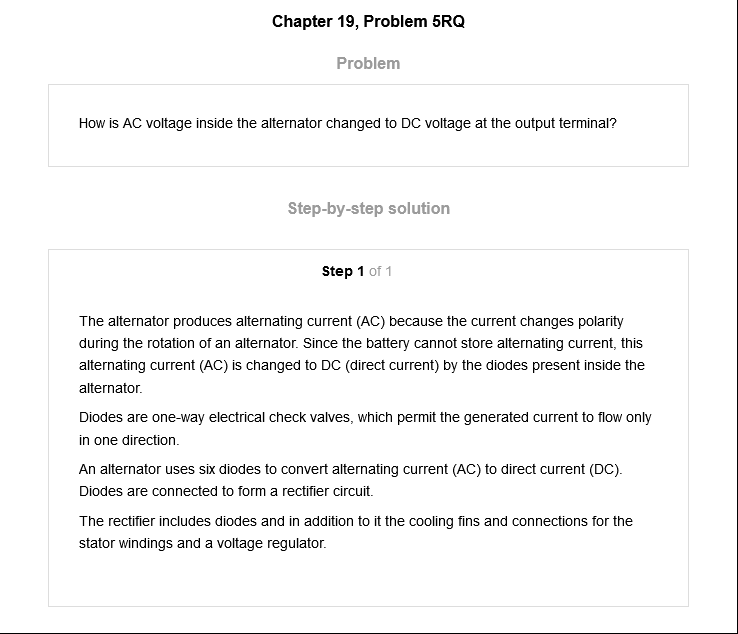 Chapter 19, Problem 5RQ
Problem
How is AC voltage inside the alternator changed to DC voltage at the output terminal?
Step-by-step solution
Step 1 of 1
The alternator produces alternating current (AC) because the current changes polarity
during the rotation of an alternator. Since the battery cannot store alternating current, this
alternating current (AC) is changed to DC (direct current) by the diodes present inside the
alternator.
Diodes are one-way electrical check valves, which permit the generated current to flow only
in one direction.
An alternator uses six diodes to convert alternating current (AC) to direct current (DC).
Diodes are connected to form a rectifier circuit.
The rectifier includes diodes and in addition to it the cooling fins and connections for the
stator windings and a voltage regulator.